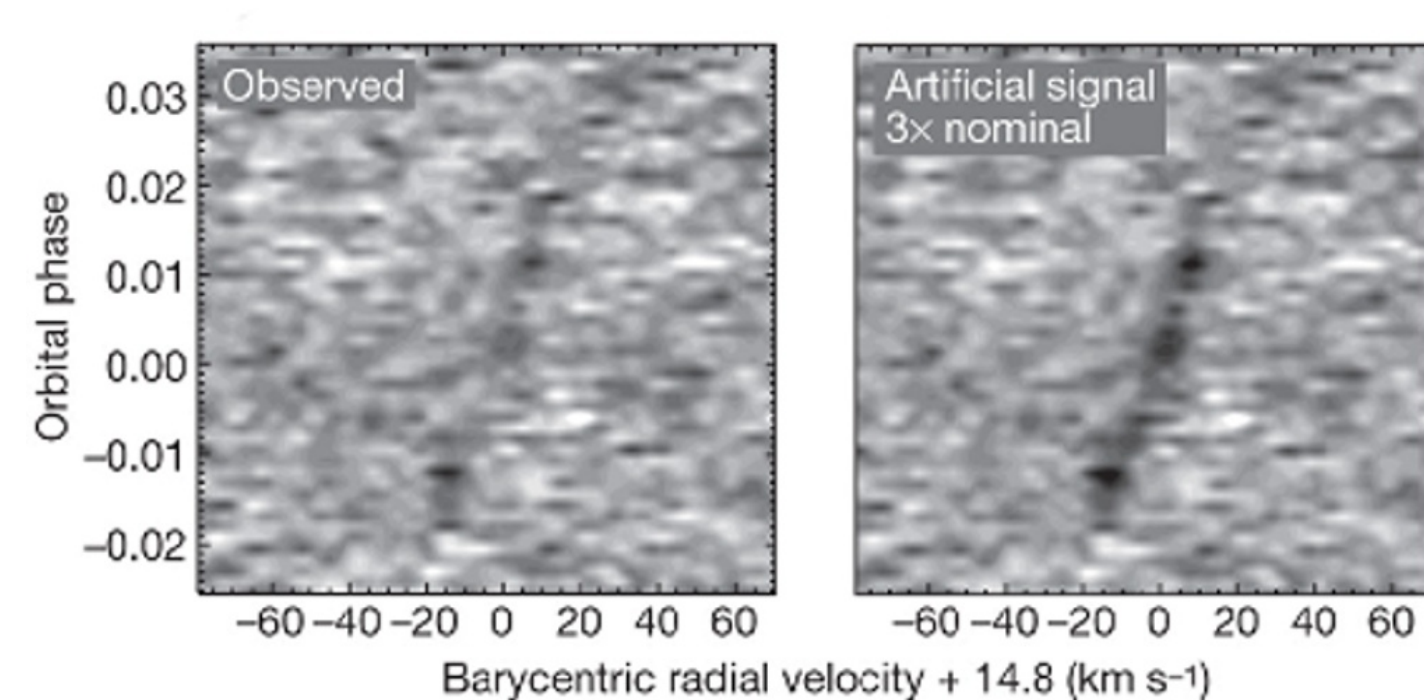 Observed
Artificial signal
3× nominal
Orbital phase
0.03
0.02
0.01
0.00
−0.01
−0.02
−60 −40 −20 0 20 40 60
−60 −40 −20 0 20 40 60
Barycentric radial velocity + 14.8 (km s−1)